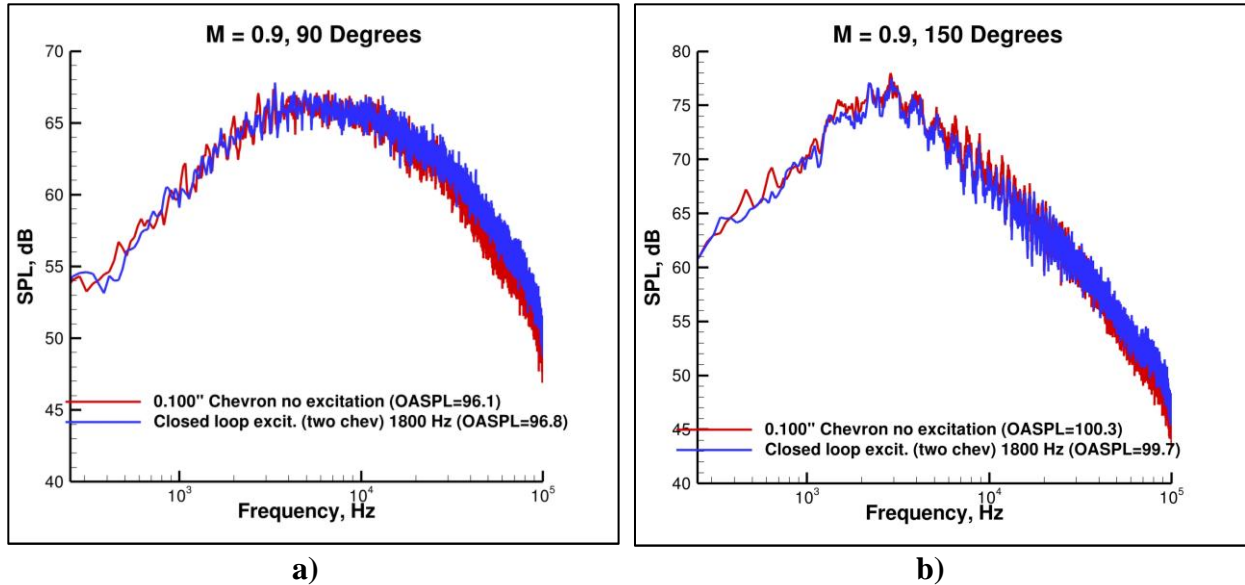 M = 0.9, 90 Degrees
70
65
60
55
50
45
40
SPL, dB
0.100" Chevron no excitation (OASPL=96.1)
Closed loop excit. (two chev) 1800 Hz (OASPL=96.8)
10³ 10⁴ 10⁵
Frequency, Hz
a)
M = 0.9, 150 Degrees
80
75
70
65
60
55
50
45
40
SPL, dB
0.100" Chevron no excitation (OASPL=100.3)
Closed loop excit. (two chev) 1800 Hz (OASPL=99.7)
10³ 10⁴ 10⁵
Frequency, Hz
b)